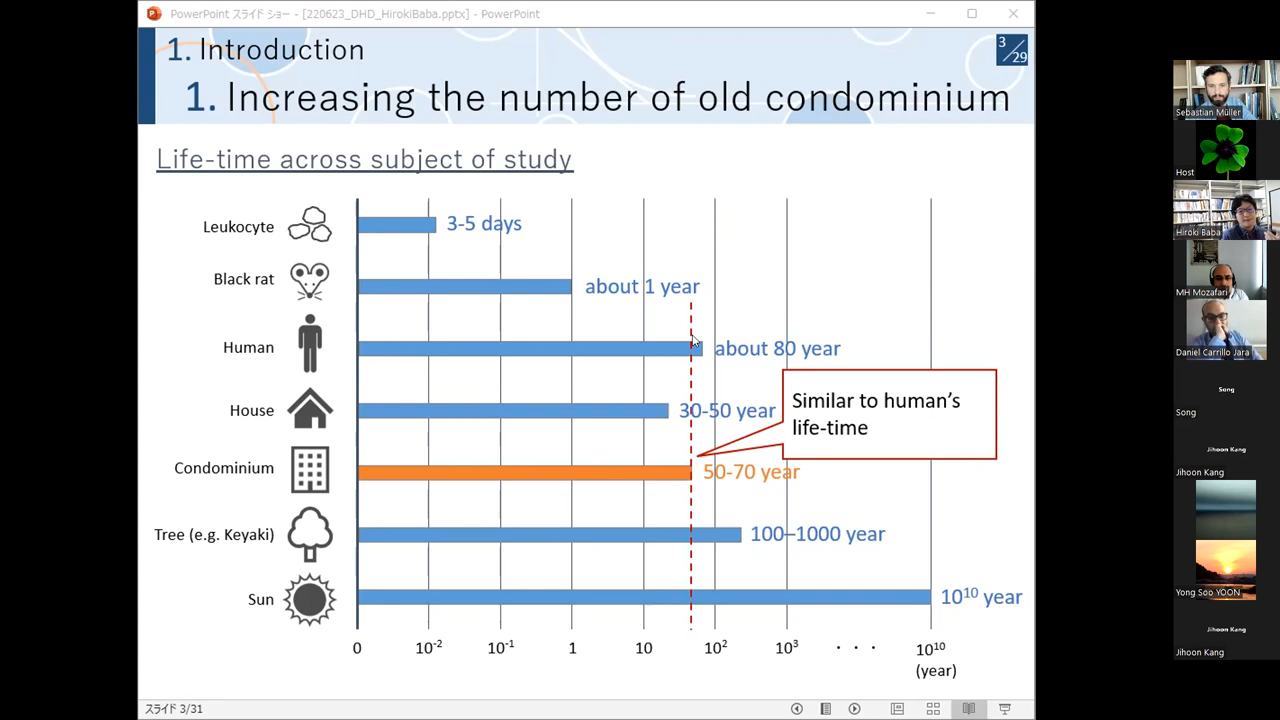 PowerPoint スライド ショー - [220623_DHD_HirokiBaba.pptx] - PowerPoint
1. Introduction
3/29
1. Increasing the number of old condominium
Life-time across subject of study
Leukocyte
3-5 days
Black rat
about 1 year
Human
about 80 year
House
30-50 year
Similar to human's
life-time
Condominium
50-70 year
Tree (e.g. Keyaki)
100–1000 year
Sun
10¹⁰ year
0 10⁻² 10⁻¹ 1 10 10² 10³ · · · 10¹⁰
(year)
スライド 3/31
Sebastian Müller
Host
Hiroki Baba
MH Mozafari
Daniel Carrillo Jara
Song
Song
Jihoon Kang
Jihoon Kang
Yong Soo YOON
Jihoon Kang
Jihoon Kang